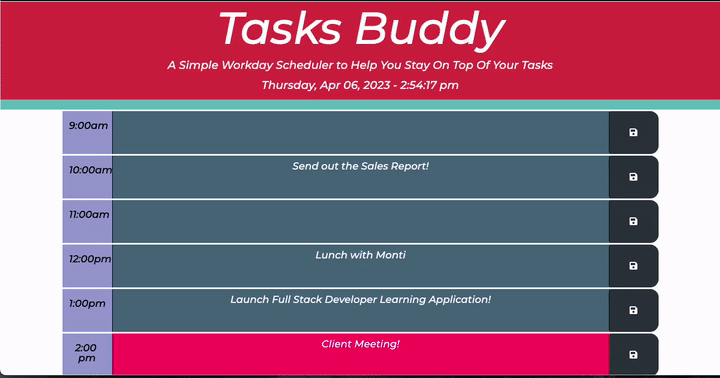 Tasks Buddy
A Simple Workday Scheduler to Help You Stay On Top Of Your Tasks
Thursday, Apr 06, 2023 - 2:54:17 pm
9:00am
10:00am Send out the Sales Report!
11:00am
12:00pm Lunch with Monti
1:00pm Launch Full Stack Developer Learning Application!
2:00 Client Meeting!
pm